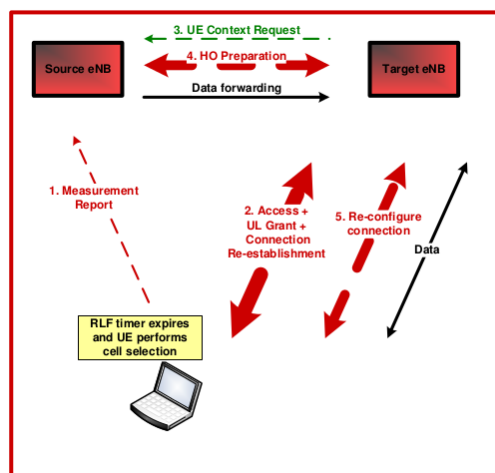 3. UE Context Request
4. HO Preparation
Source eNB
Target eNB
Data forwarding
1. Measurement
Report
2. Access +
UL Grant +
Connection
Re-establishment
5. Re-configure
connection
Data
RLF timer expires
and UE performs
cell selection